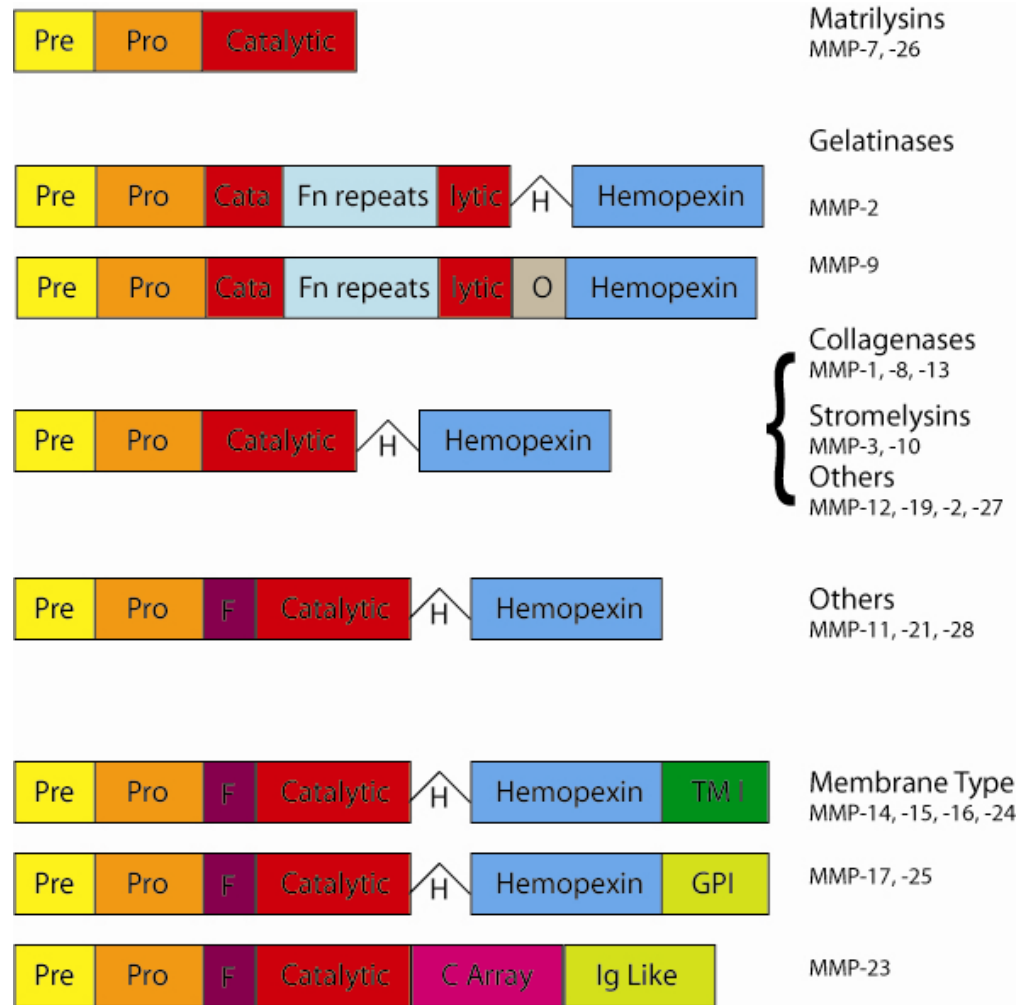 Pre Pro Catalytic
Matrilysins
MMP-7, -26
Gelatinases
Pre Pro Cata Fn repeats lytic H Hemopexin
MMP-2
Pre Pro Cata Fn repeats lytic O Hemopexin
MMP-9
Pre Pro Catalytic H Hemopexin
{
Collagenases
MMP-1, -8, -13
Stromelysins
MMP-3, -10
Others
MMP-12, -19, -2, -27
Pre Pro F Catalytic H Hemopexin
Others
MMP-11, -21, -28
Pre Pro F Catalytic H Hemopexin TM I
Membrane Type
MMP-14, -15, -16, -24
Pre Pro F Catalytic H Hemopexin GPI
MMP-17, -25
Pre Pro F Catalytic C Array Ig Like
MMP-23